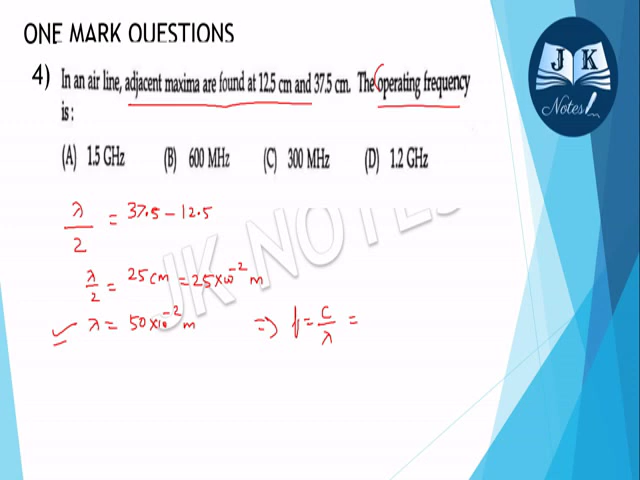 ONE MARK QUESTIONS
J K
Notes
4) In an air line, adjacent maxima are found at 12.5 cm and 37.5 cm. The operating frequency
is:
(A) 1.5 GHz (B) 600 MHz (C) 300 MHz (D) 1.2 GHz
λ/2 = 37.5 - 12.5
λ/2 = 25 cm = 25×10⁻² m
λ = 50×10⁻² m ⇒ f = c/λ =
JK NOTES